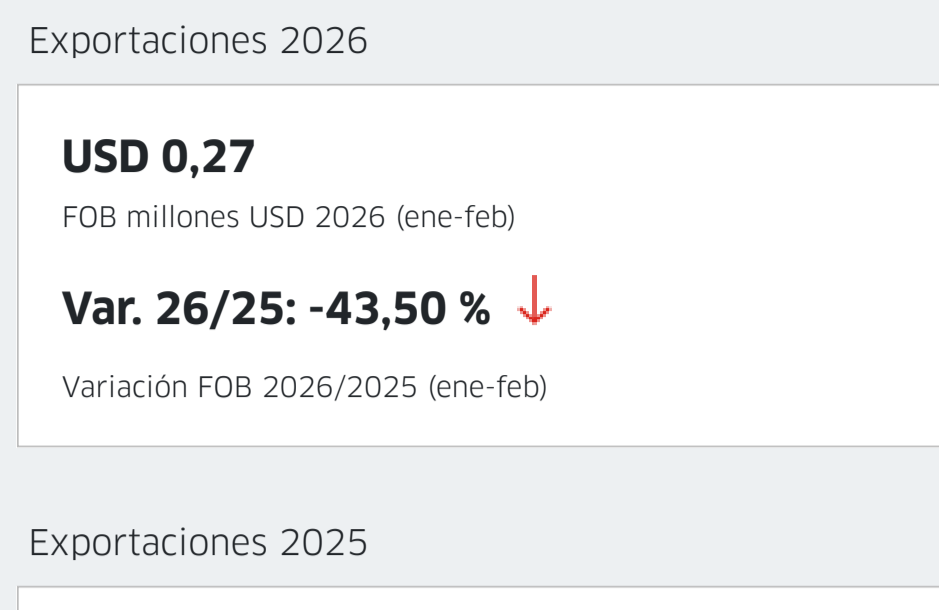 Exportaciones 2026
USD 0,27
FOB millones USD 2026 (ene-feb)
Var. 26/25: -43,50 %
Variación FOB 2026/2025 (ene-feb)
Exportaciones 2025